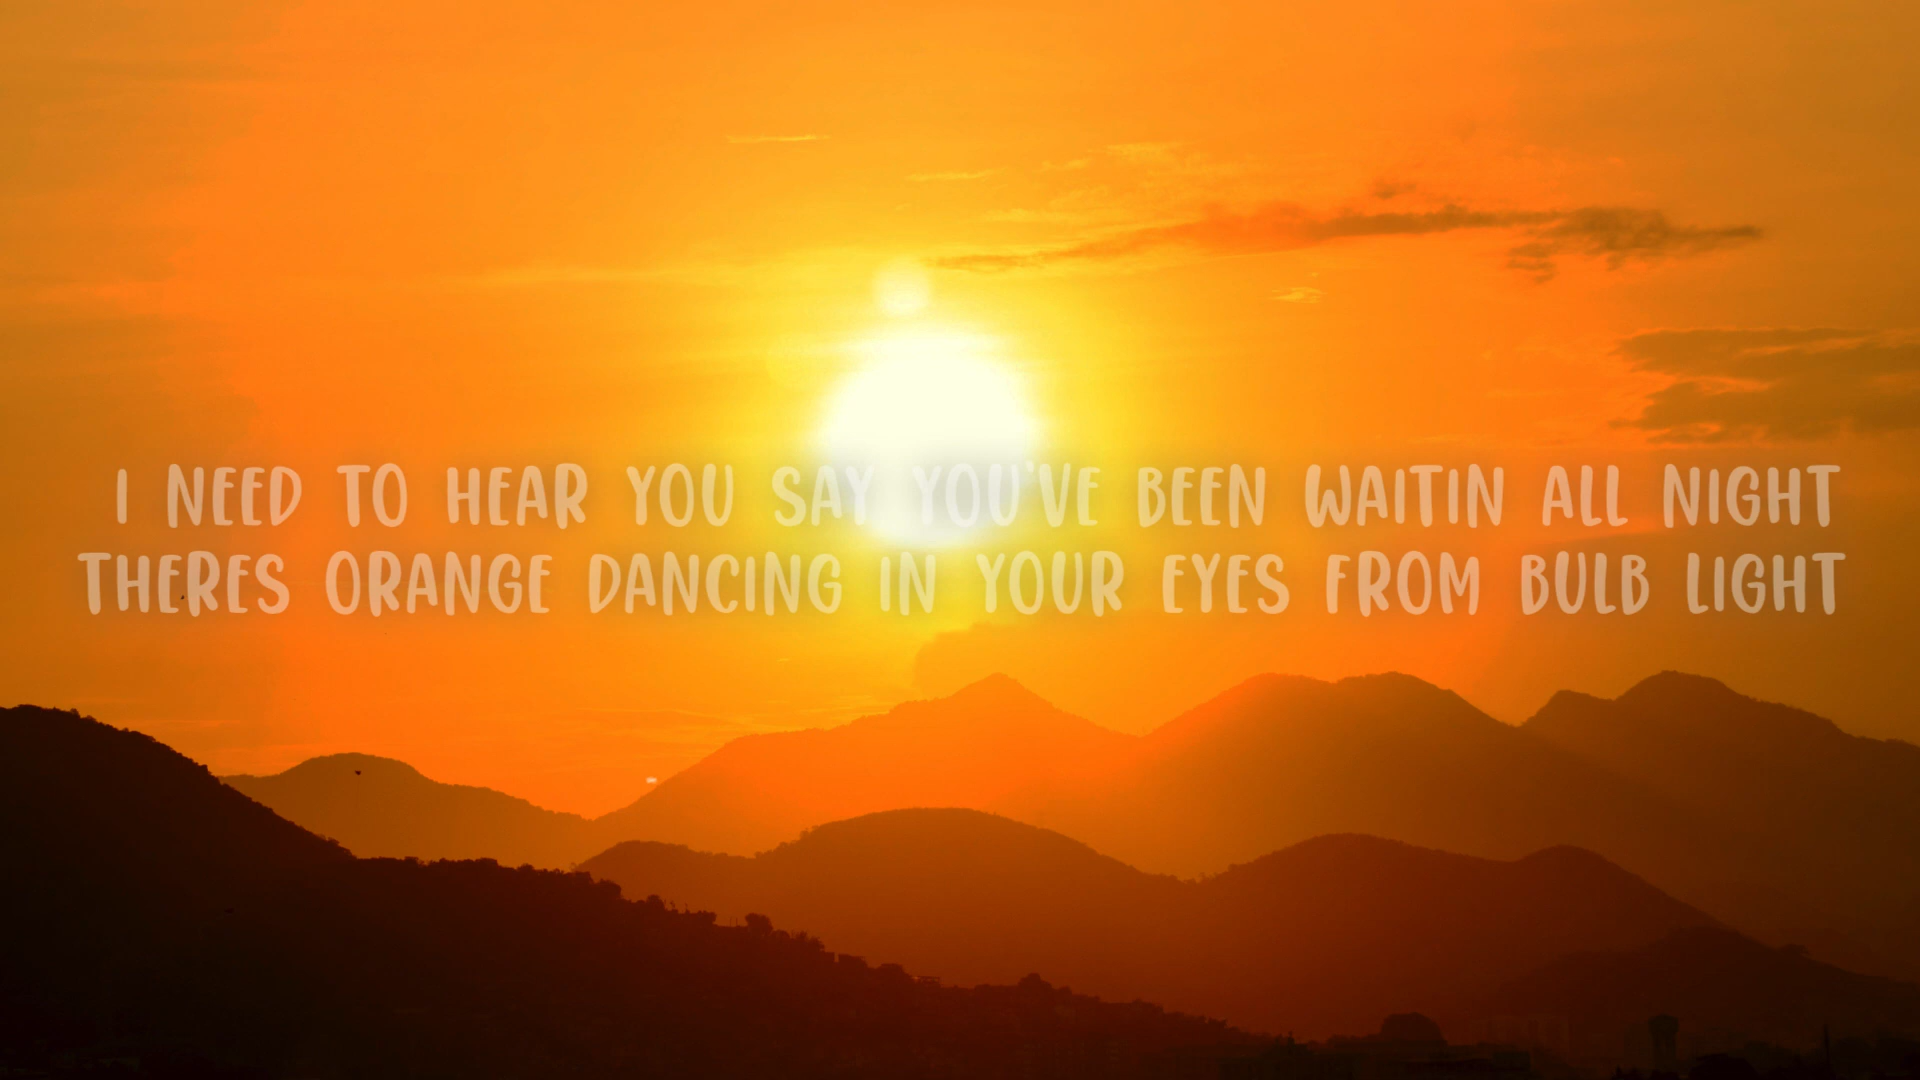 I NEED TO HEAR YOU SAY YOU'VE BEEN WAITIN ALL NIGHT
THERES ORANGE DANCING IN YOUR EYES FROM BULB LIGHT